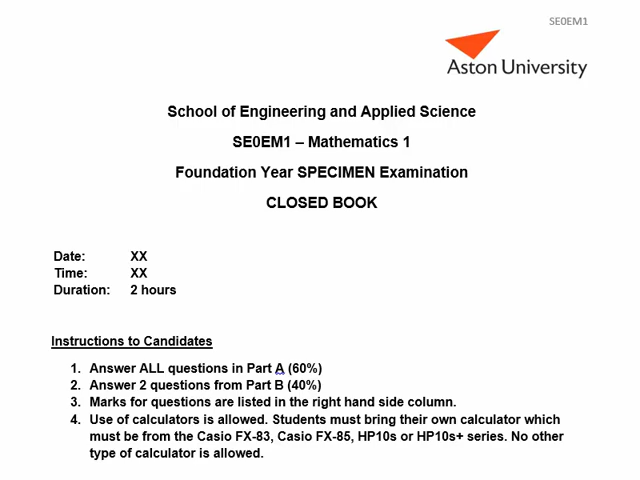 SE0EM1
Aston University
School of Engineering and Applied Science
SE0EM1 – Mathematics 1
Foundation Year SPECIMEN Examination
CLOSED BOOK
Date: XX
Time: XX
Duration: 2 hours
Instructions to Candidates
1. Answer ALL questions in Part A (60%)
2. Answer 2 questions from Part B (40%)
3. Marks for questions are listed in the right hand side column.
4. Use of calculators is allowed. Students must bring their own calculator which
must be from the Casio FX-83, Casio FX-85, HP10s or HP10s+ series. No other
type of calculator is allowed.